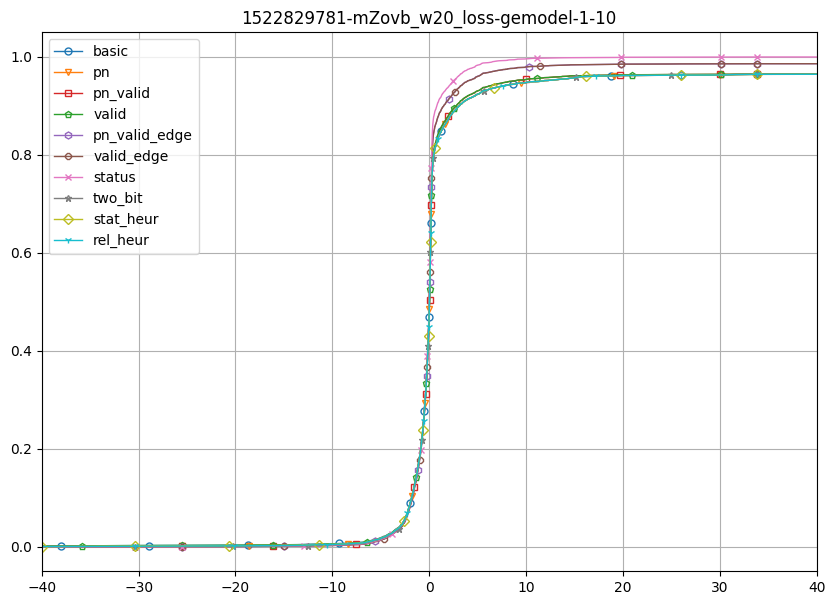 1522829781-mZovb_w20_loss-gemodel-1-10
basic
pn
pn_valid
valid
pn_valid_edge
valid_edge
status
two_bit
stat_heur
rel_heur
1.0
0.8
0.6
0.4
0.2
0.0
−40 −30 −20 −10 0 10 20 30 40